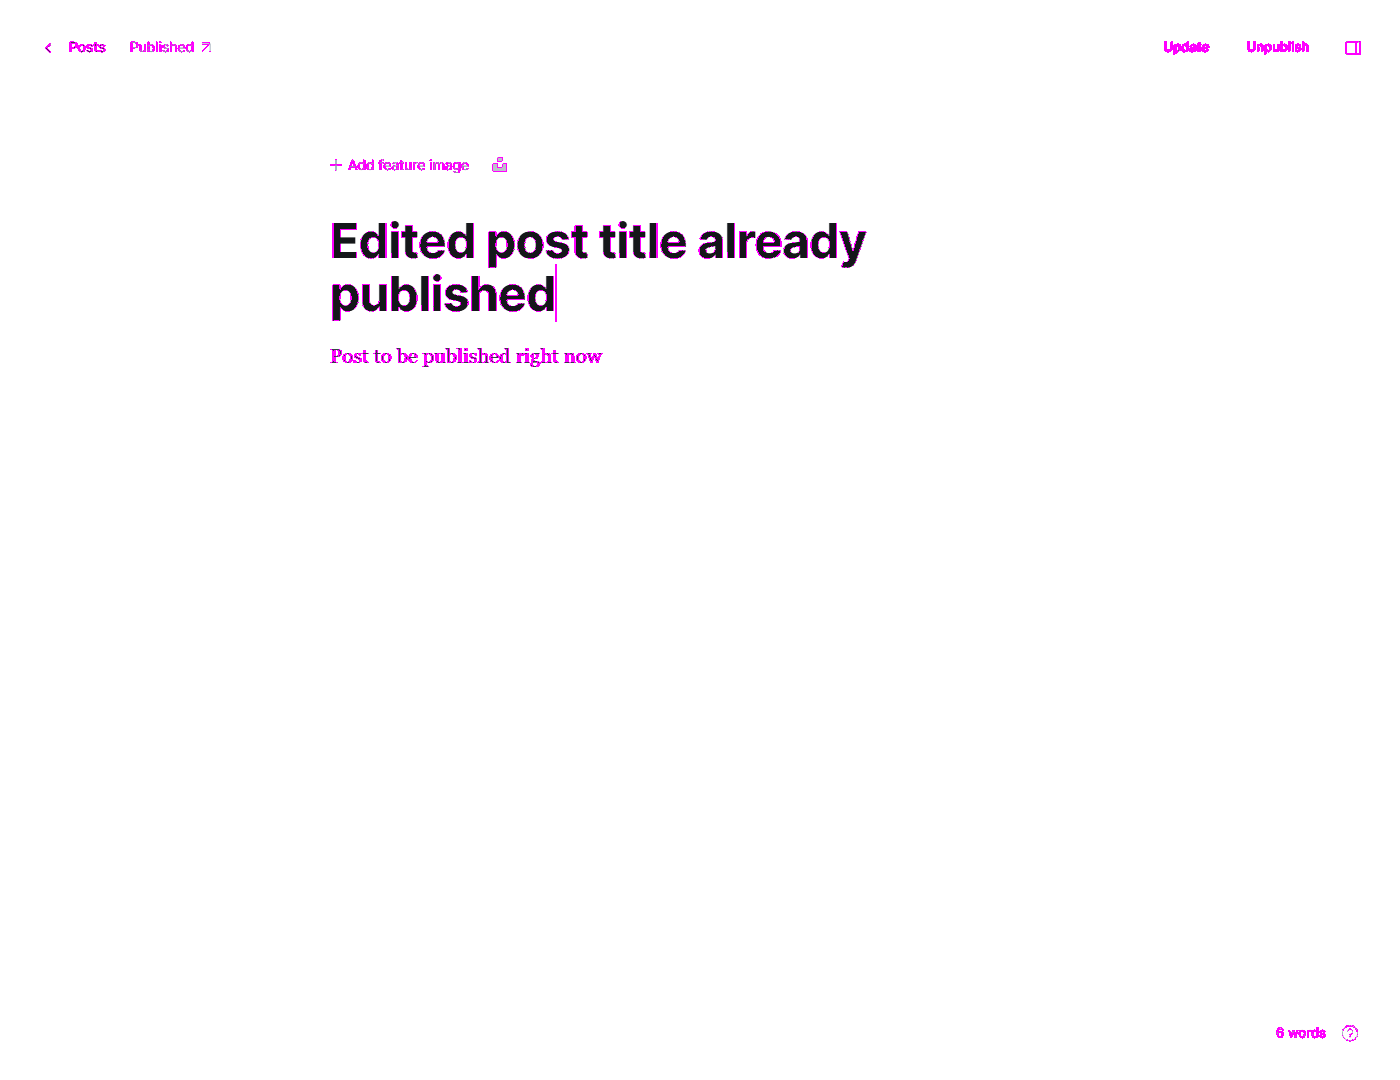 Posts Published
Update Unpublish
Add feature image
Edited post title already
published
Post to be published right now
6 words